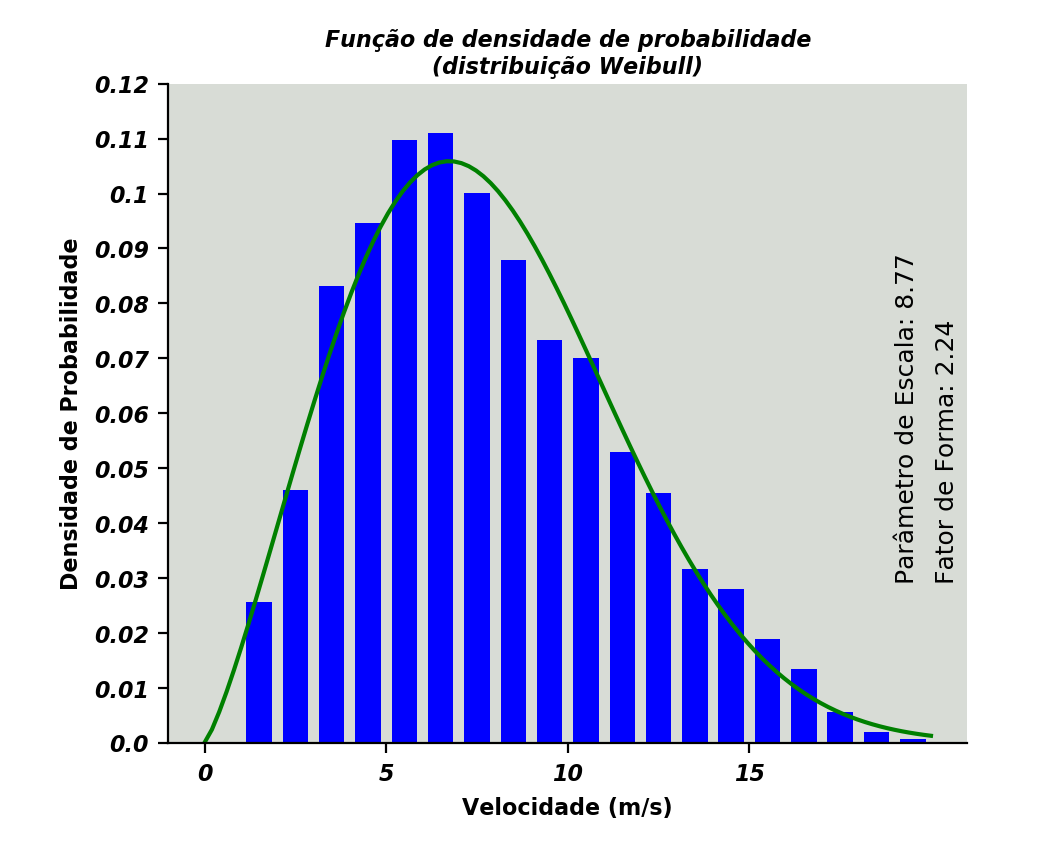 Função de densidade de probabilidade
(distribuição Weibull)
0.12
0.11
0.1
0.09
0.08
0.07
0.06
0.05
0.04
0.03
0.02
0.01
0.0
Densidade de Probabilidade
Parâmetro de Escala: 8.77
Fator de Forma: 2.24
0
5
10
15
Velocidade (m/s)